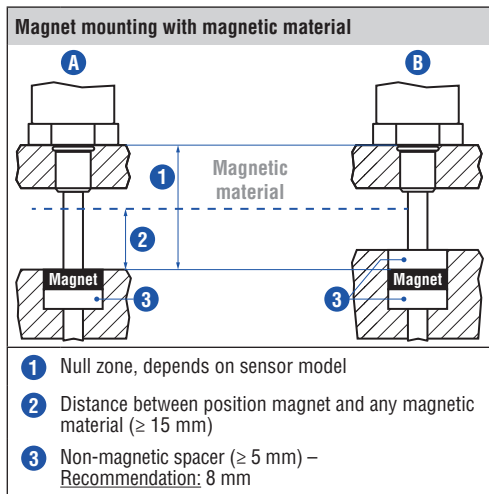 Magnet mounting with magnetic material
A
B
1
Magnetic
material
2
Magnet
3
3
Magnet
1 Null zone, depends on sensor model
2 Distance between position magnet and any magnetic
material (≥ 15 mm)
3 Non-magnetic spacer (≥ 5 mm) –
Recommendation: 8 mm